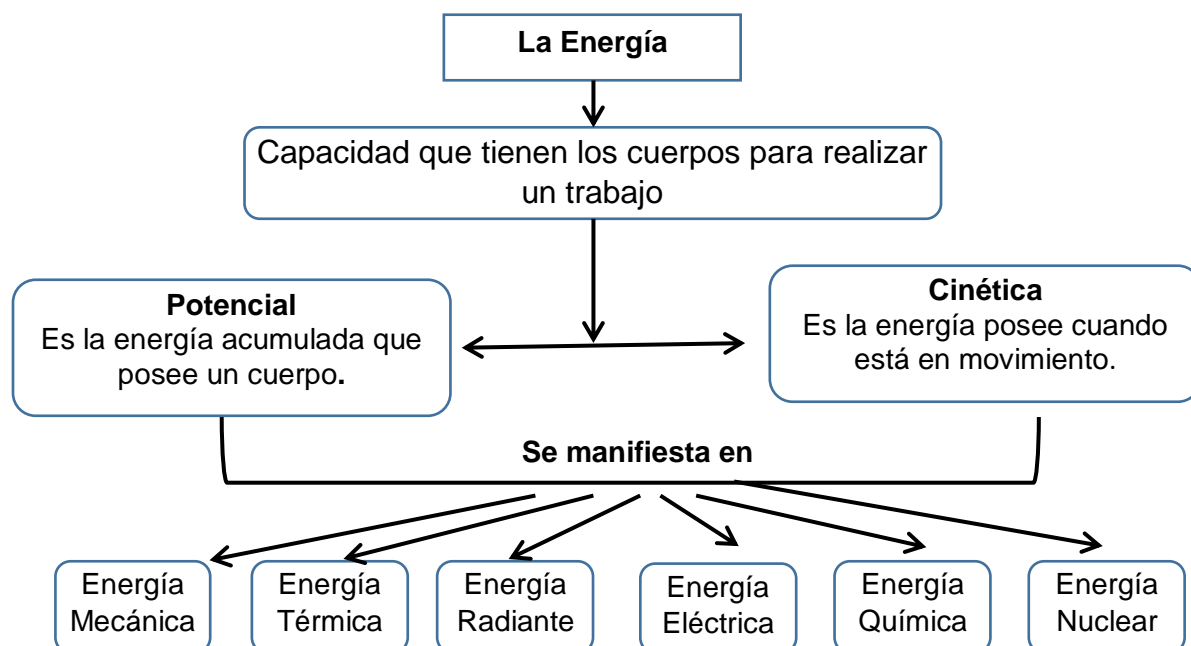 La Energía
Capacidad que tienen los cuerpos para realizar
un trabajo
Potencial
Es la energía acumulada que
posee un cuerpo.
Cinética
Es la energía posee cuando
está en movimiento.
Se manifiesta en
Energía
Mecánica
Energía
Térmica
Energía
Radiante
Energía
Eléctrica
Energía
Química
Energía
Nuclear